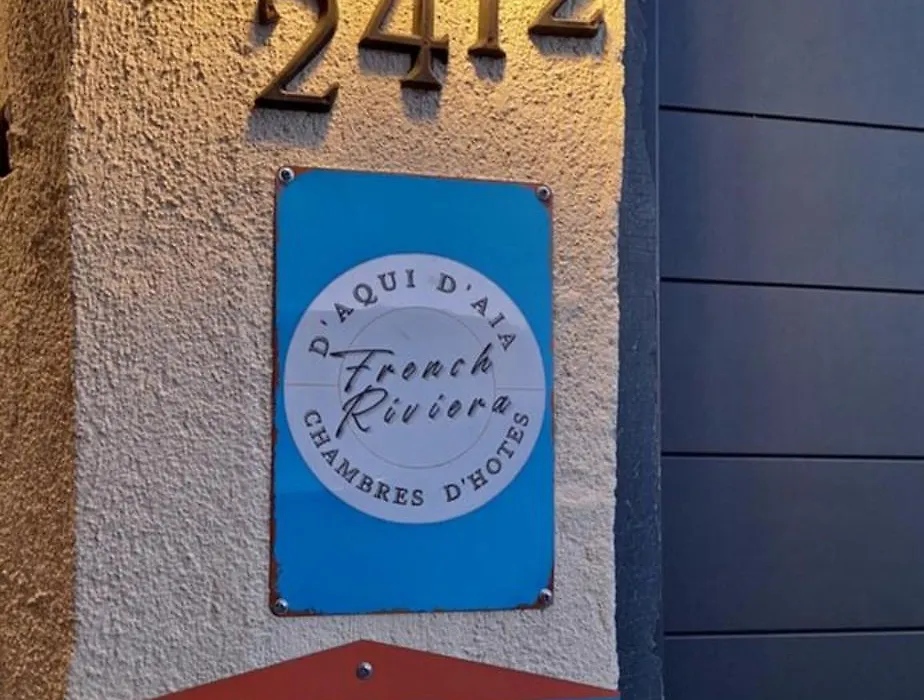 2412
D'AQUI D'AIA
French
Riviera
CHAMBRES D'HOTES